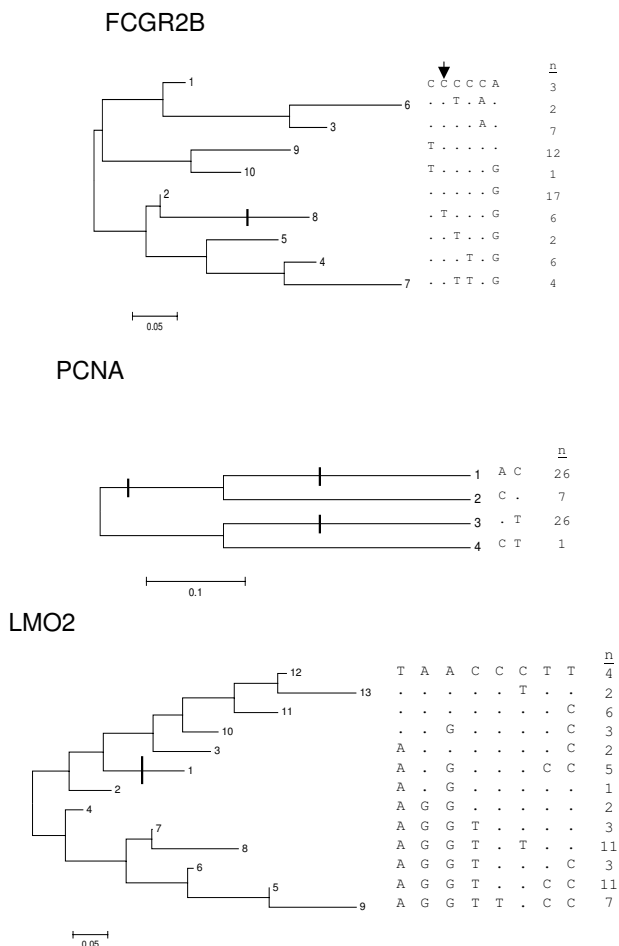 FCGR2B
n
1 C C C C C A 3
6 . . T . A . 2
3 . . . . A . 7
9 T . . . . . 12
10 T . . . . G 1
2 . . . . . G 17
8 . T . . . G 6
5 . . T . . G 2
4 . . . T . G 6
7 . . T T . G 4
0.05
PCNA
n
1 A C 26
2 C . 7
3 . T 26
4 C T 1
0.1
LMO2
n
12 T A A C C C T T 4
13 . . . . . T . . 2
11 . . . . . . . C 6
10 . . G . . . . C 3
3 A . . . . . . C 2
1 A . G . . . C C 5
2 A . G . . . . . 1
4 A G G . . . . . 2
7 A G G T . . . . 3
8 A G G T . T . . 11
6 A G G T . . . C 3
5 A G G T . . C C 11
9 A G G T T . C C 7
0.05